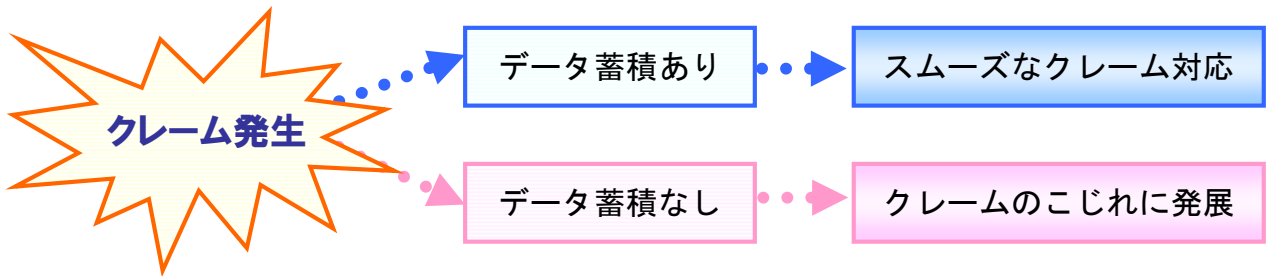 クレーム発生
データ蓄積あり
スムーズなクレーム対応
データ蓄積なし
クレームのこじれに発展